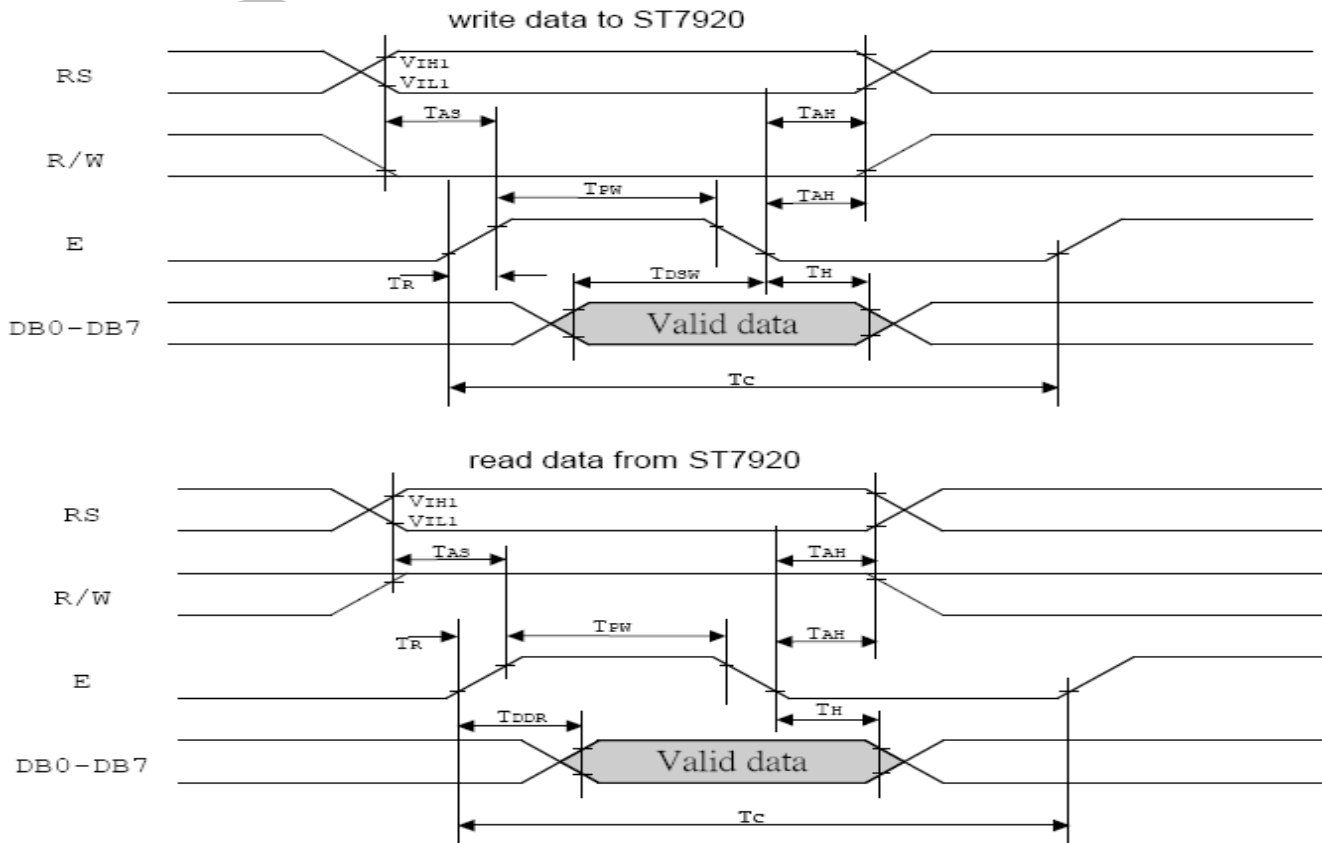 write data to ST7920
RS
VIH1
VIL1
TAS
TAH
R/W
TPW
TAH
E
TR
TDSW
TH
DB0-DB7
Valid data
TC
read data from ST7920
RS
VIH1
VIL1
TAS
TAH
R/W
TPW
TAH
TR
E
TDDR
TH
DB0-DB7
Valid data
TC